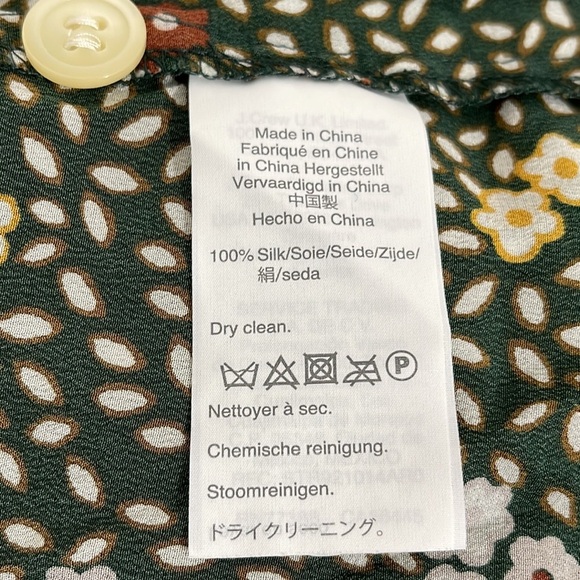 Made in China
Fabriqué en Chine
in China Hergestellt
Vervaardigd in China
中国製
Hecho en China
100% Silk/Soie/Seide/Zijde/
絹/seda
Dry clean.
P
Nettoyer à sec.
Chemische reinigung.
Stoomreinigen.
ドライクリーニング。